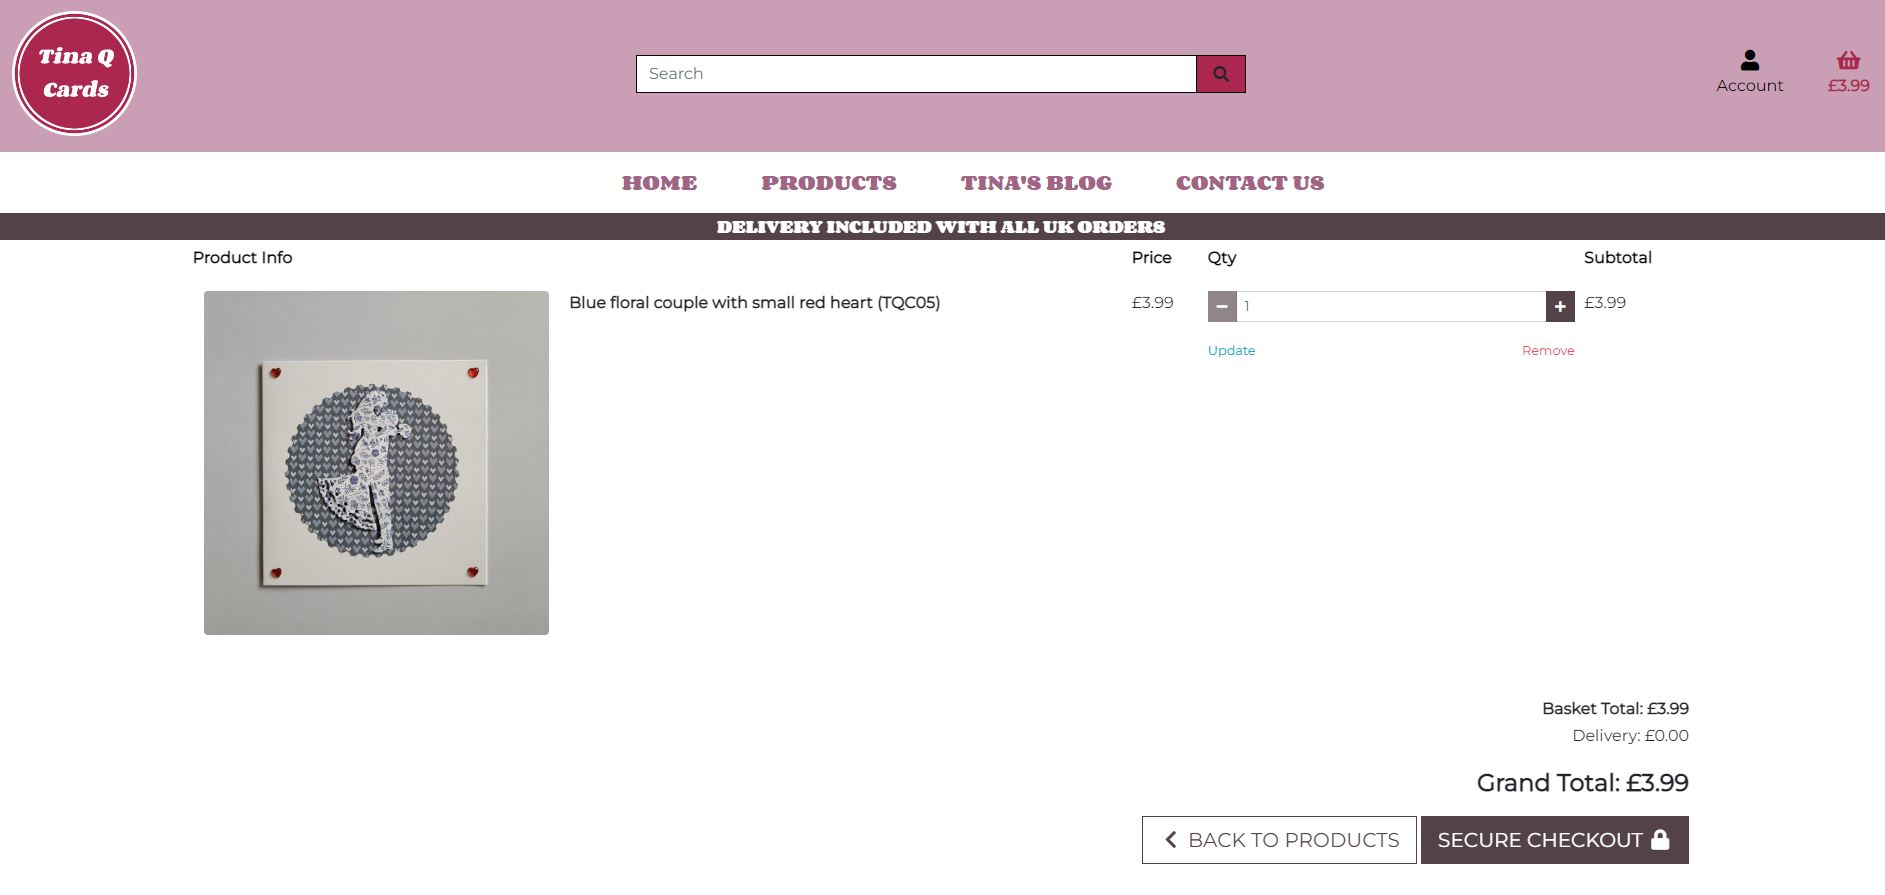 Tina Q
Cards
Search
Account
£3.99
HOME PRODUCTS TINA'S BLOG CONTACT US
DELIVERY INCLUDED WITH ALL UK ORDERS
Product Info Price Qty Subtotal
Blue floral couple with small red heart (TQC05) £3.99 1 £3.99
Update Remove
Basket Total: £3.99
Delivery: £0.00
Grand Total: £3.99
BACK TO PRODUCTS SECURE CHECKOUT